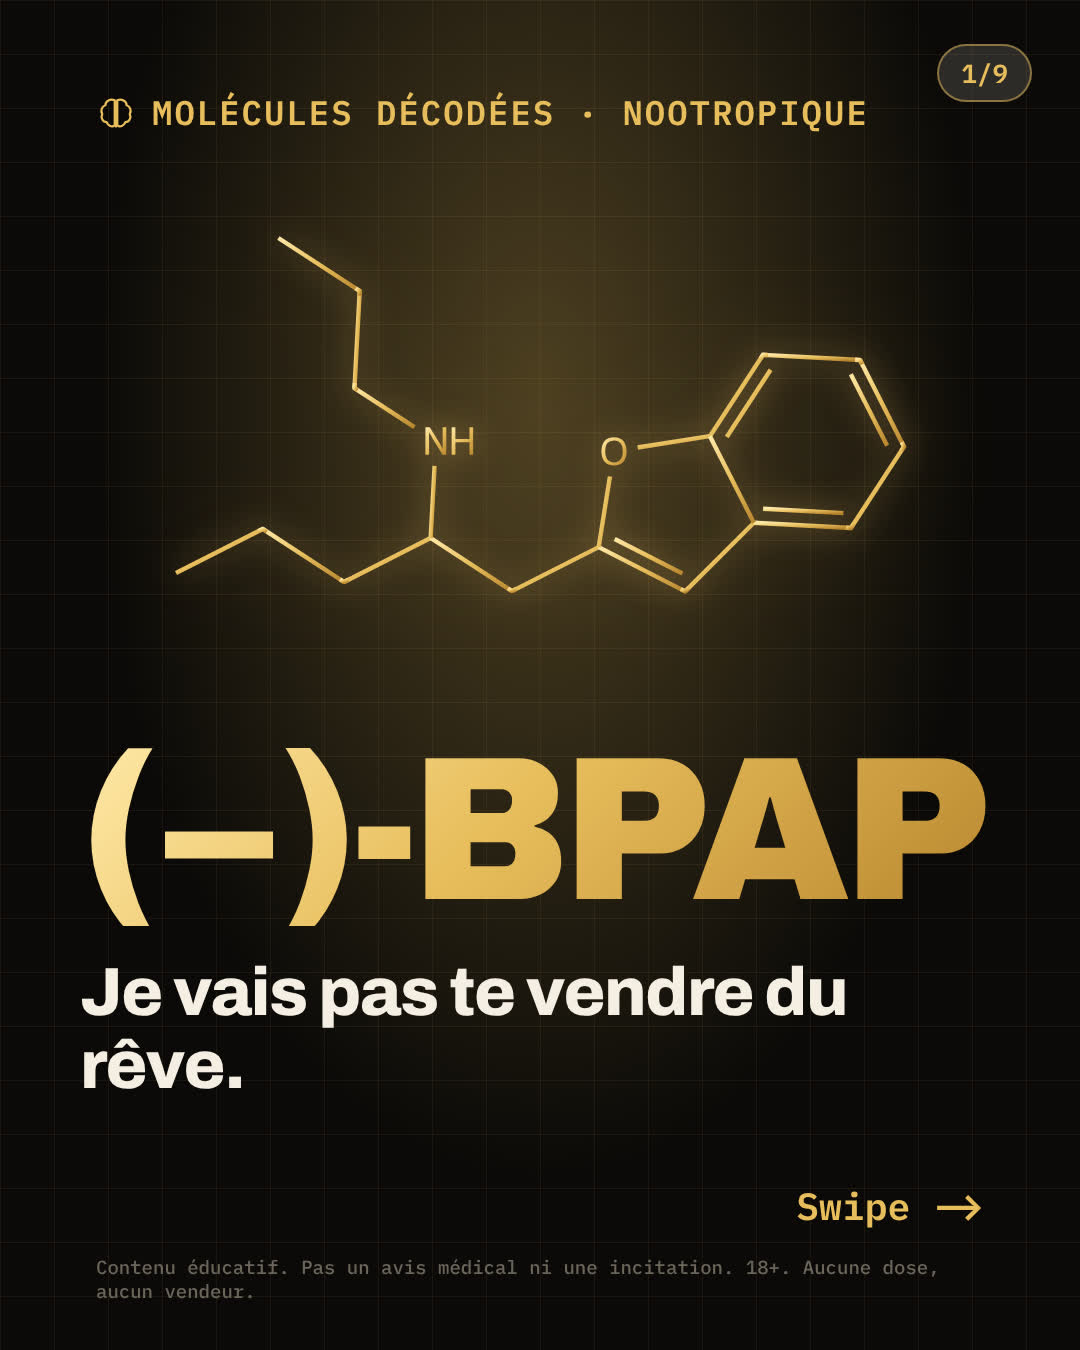 1/9
MOLÉCULES DÉCODÉES · NOOTROPIQUE
NH
O
(−)-BPAP
Je vais pas te vendre du
rêve.
Swipe →
Contenu éducatif. Pas un avis médical ni une incitation. 18+. Aucune dose,
aucun vendeur.